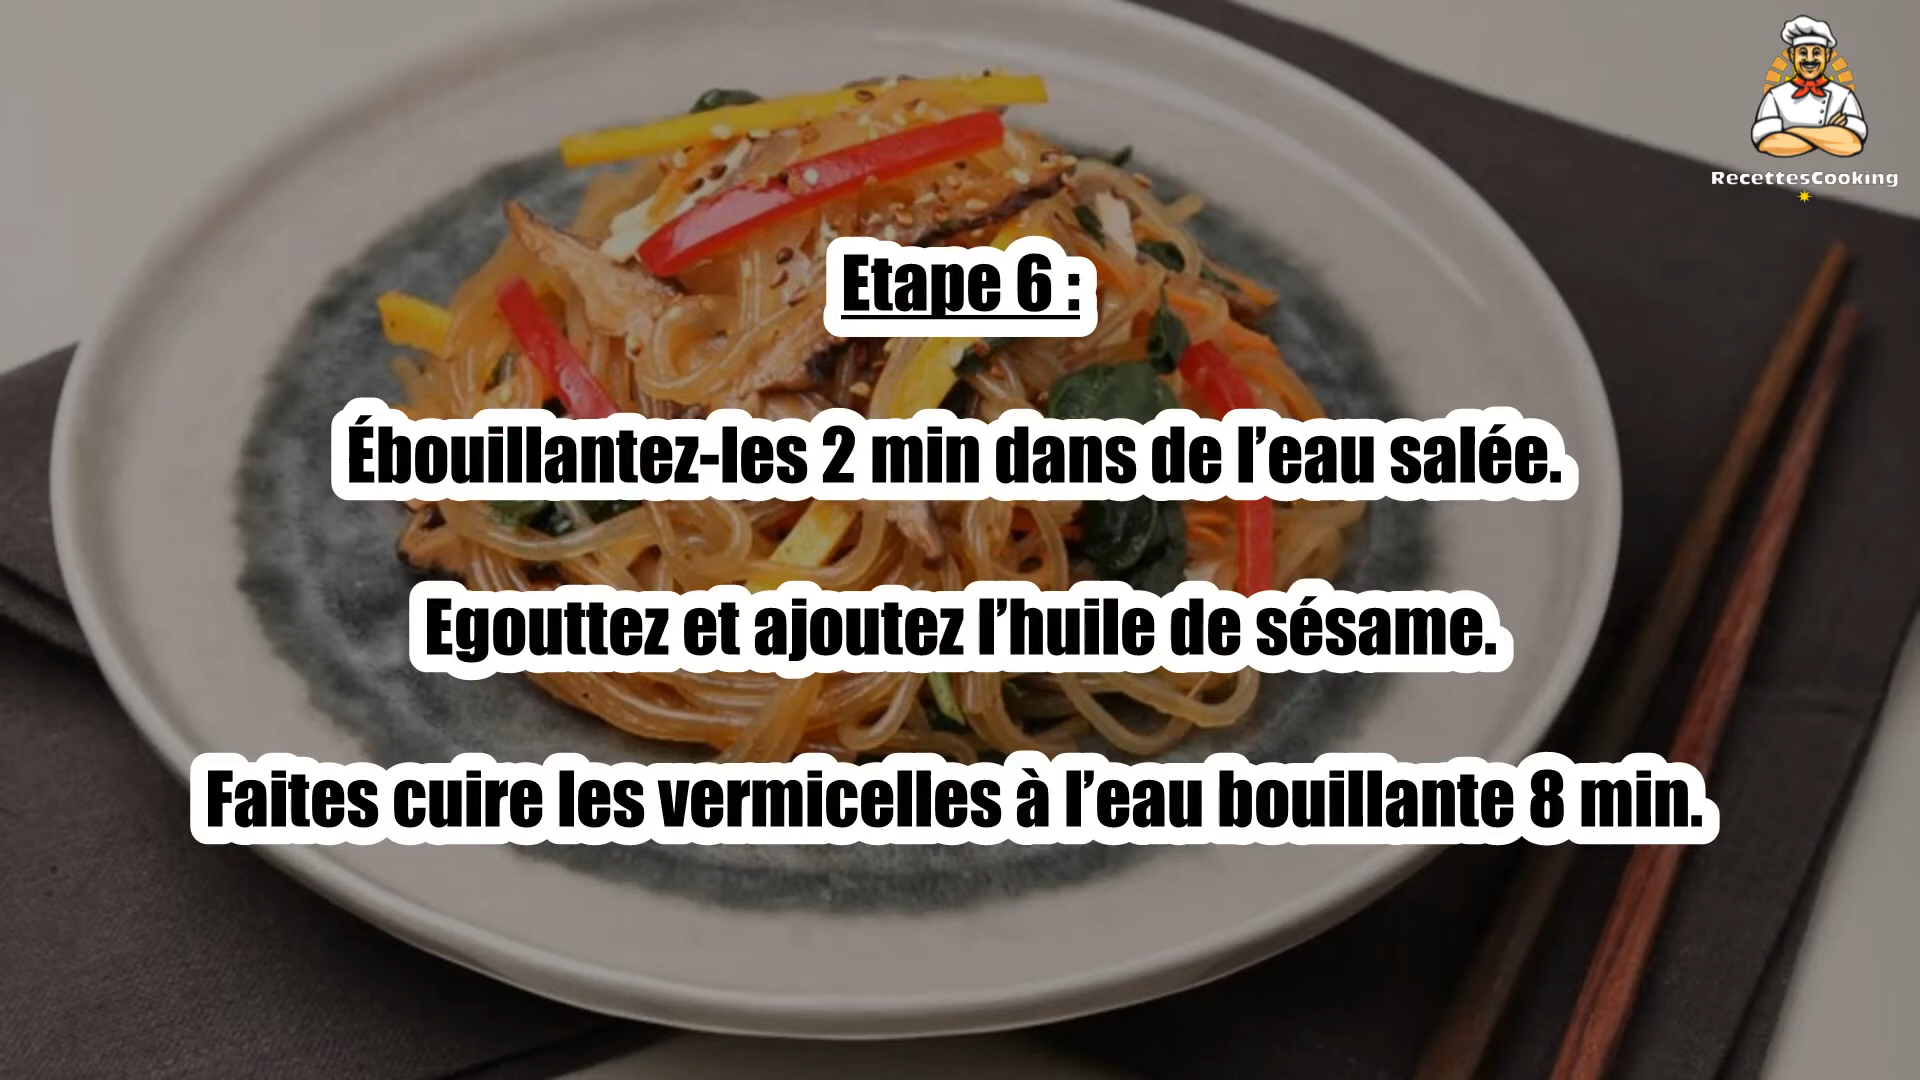 RecettesCooking
Etape 6 :
Ébouillantez-les 2 min dans de l’eau salée.
Egouttez et ajoutez l’huile de sésame.
Faites cuire les vermicelles à l’eau bouillante 8 min.